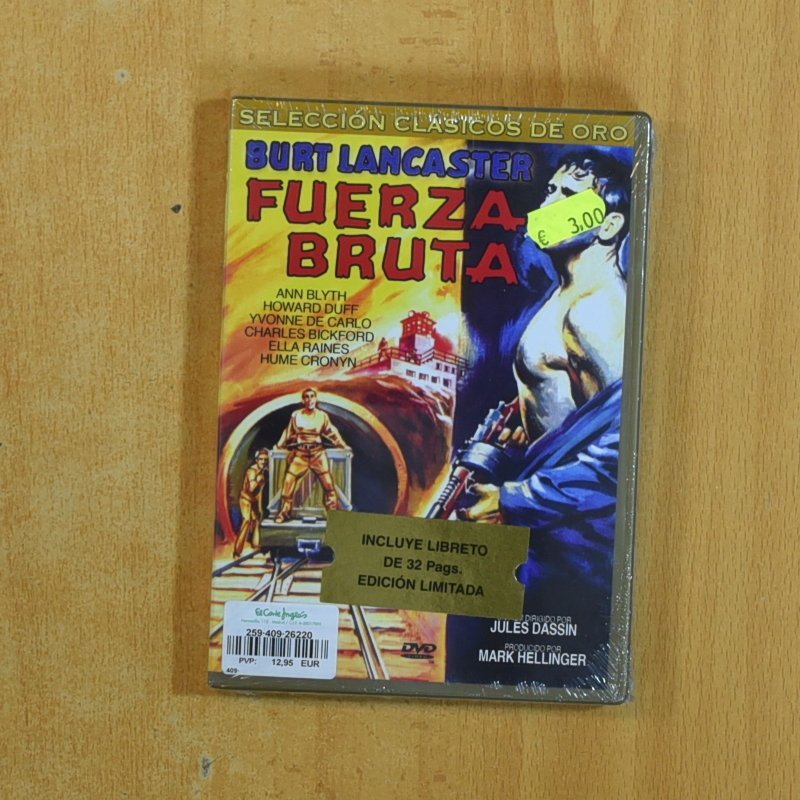 SELECCIÓN CLÁSICOS DE ORO
BURT LANCASTER
FUERZA
BRUTA
€ 3,00
ANN BLYTH
HOWARD DUFF
YVONNE DE CARLO
CHARLES BICKFORD
ELLA RAINES
HUME CRONYN
INCLUYE LIBRETO
DE 32 Pags.
EDICIÓN LIMITADA
DIRIGIDO POR
JULES DASSIN
PRODUCIDO POR
MARK HELLINGER
DVD
VIDEO
El Corte Inglés
259-409-26220
PVP: 12,95 EUR
409-